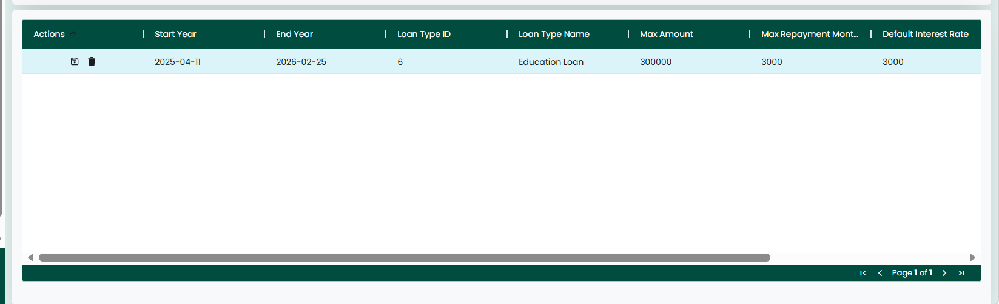 Actions Start Year End Year Loan Type ID Loan Type Name Max Amount Max Repayment Mont... Default Interest Rate
2025-04-11 2026-02-25 6 Education Loan 300000 3000 3000
Page 1 of 1